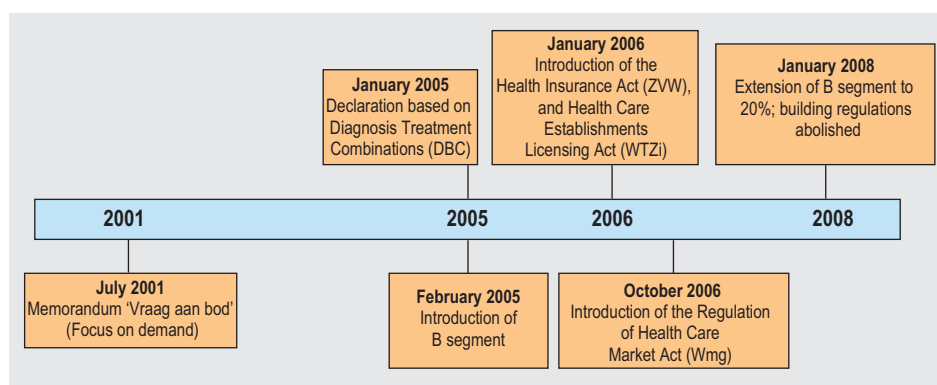 January 2005
Declaration based on
Diagnosis Treatment
Combinations (DBC)
January 2006
Introduction of the
Health Insurance Act (ZVW),
and Health Care
Establishments
Licensing Act (WTZi)
January 2008
Extension of B segment to
20%; building regulations
abolished
2001
2005
2006
2008
July 2001
Memorandum ‘Vraag aan bod’
(Focus on demand)
February 2005
Introduction of
B segment
October 2006
Introduction of the Regulation
of Health Care
Market Act (Wmg)